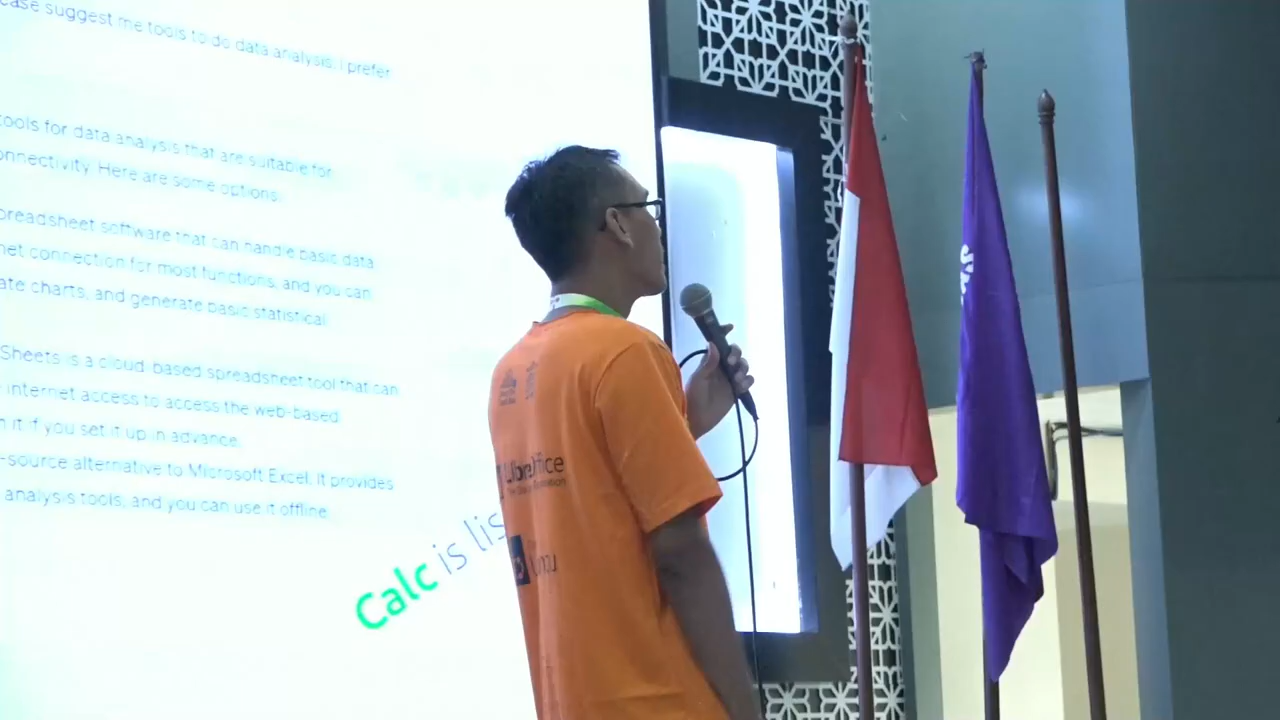 ease suggest me tools to do data analysis. I prefer
tools for data analysis that are suitable for
onnectivity. Here are some options:
preadsheet software that can handle basic data
net connection for most functions, and you can
ate charts, and generate basic statistical
Sheets is a cloud-based spreadsheet tool that can
internet access to access the web-based
it if you set it up in advance.
-source alternative to Microsoft Excel. It provides
analysis tools, and you can use it offline.
Calc is lis
LibreOffice